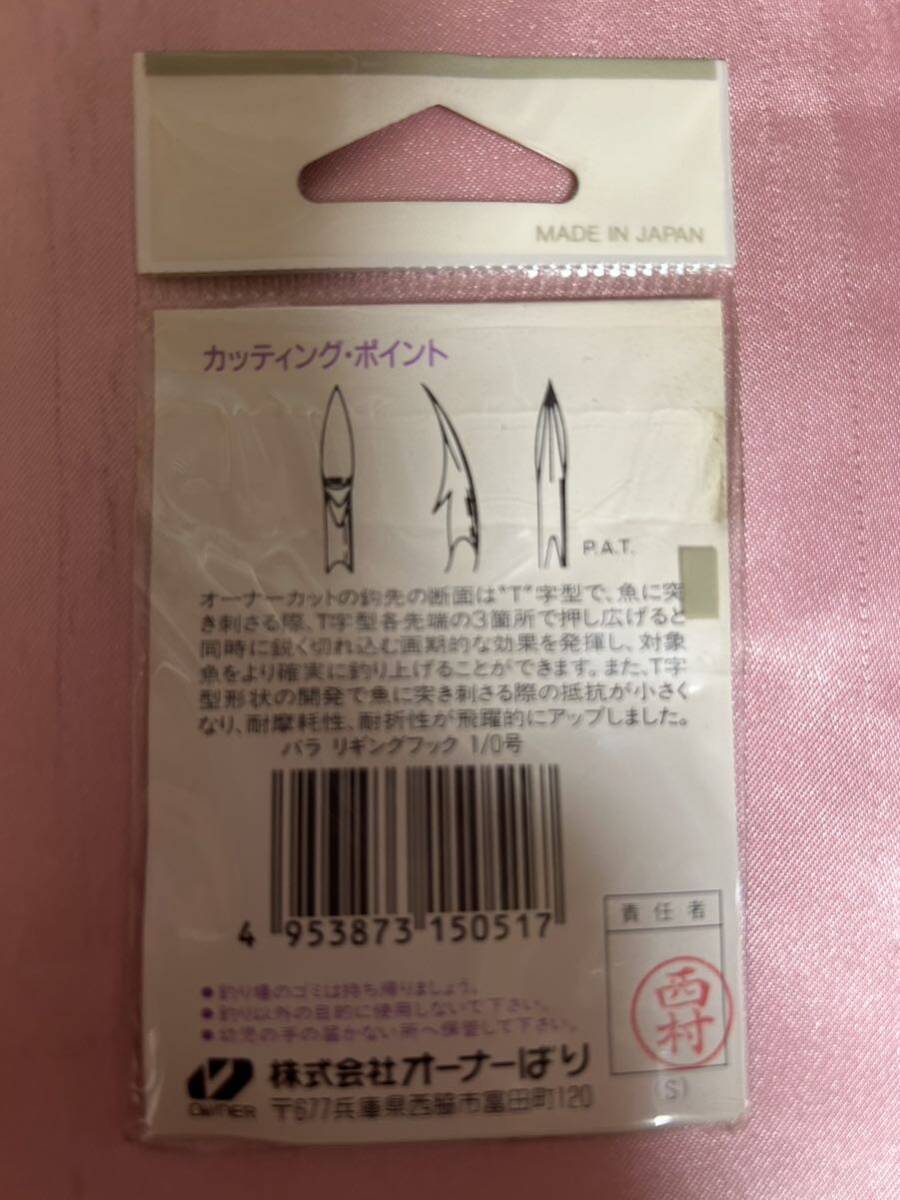 MADE IN JAPAN
カッティング・ポイント
P.A.T.
オーナーカットの鈎先の断面は"T"字型で、魚に突
き刺さる際、T字型各先端の3箇所で押し広げると
同時に鋭く切れ込む画期的な効果を発揮し、対象
魚をより確実に釣り上げることができます。また、T字
型形状の開発で魚に突き刺さる際の抵抗が小さく
なり、耐摩耗性、耐折性が飛躍的にアップしました。
バラ リギングフック 1/0号
4 953873 150517
責任者
西村
(S)
●釣り場のゴミは持ち帰りましょう。
●釣り以外の目的に使用しないで下さい。
●幼児の手の届かない所へ保管して下さい。
OWNER
株式会社オーナーばり
〒677兵庫県西脇市富田町120